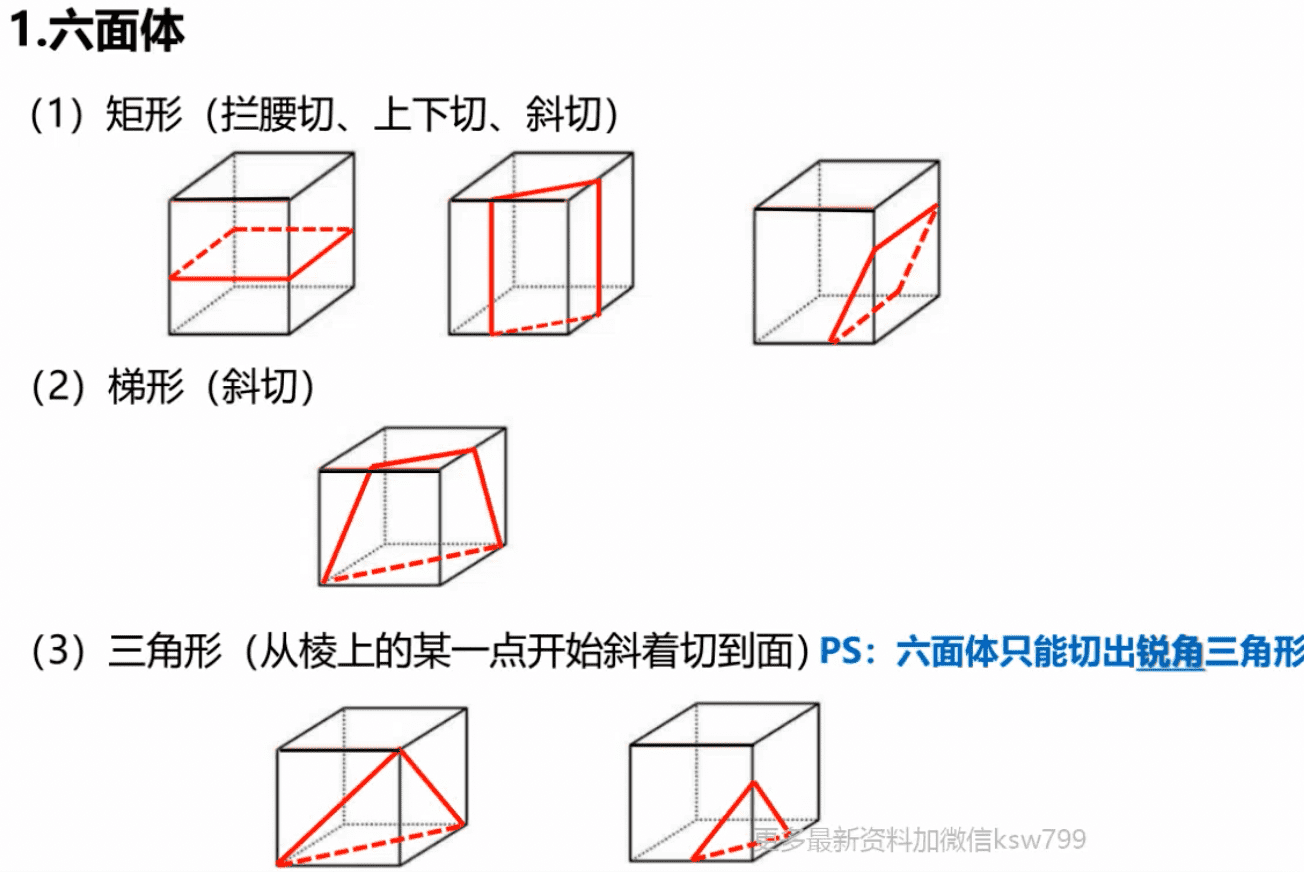 1.六面体
（1）矩形（拦腰切、上下切、斜切）
（2）梯形（斜切）
（3）三角形（从棱上的某一点开始斜着切到面）PS：六面体只能切出锐角三角形
更多最新资料加微信ksw799